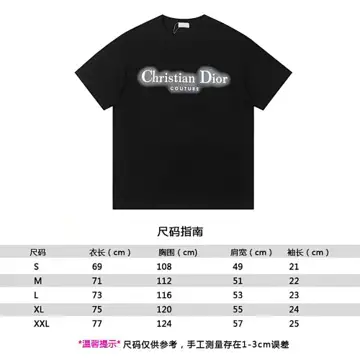 Christian Dior
COUTURE
尺码指南
尺码 衣长（cm） 胸围(cm) 肩宽（cm） 袖长（cm）
S 69 108 49 21
M 71 112 51 22
L 73 116 53 23
XL 75 120 55 24
XXL 77 124 57 25
*温馨提示* 尺码仅供参考，手工测量存在1-3cm误差